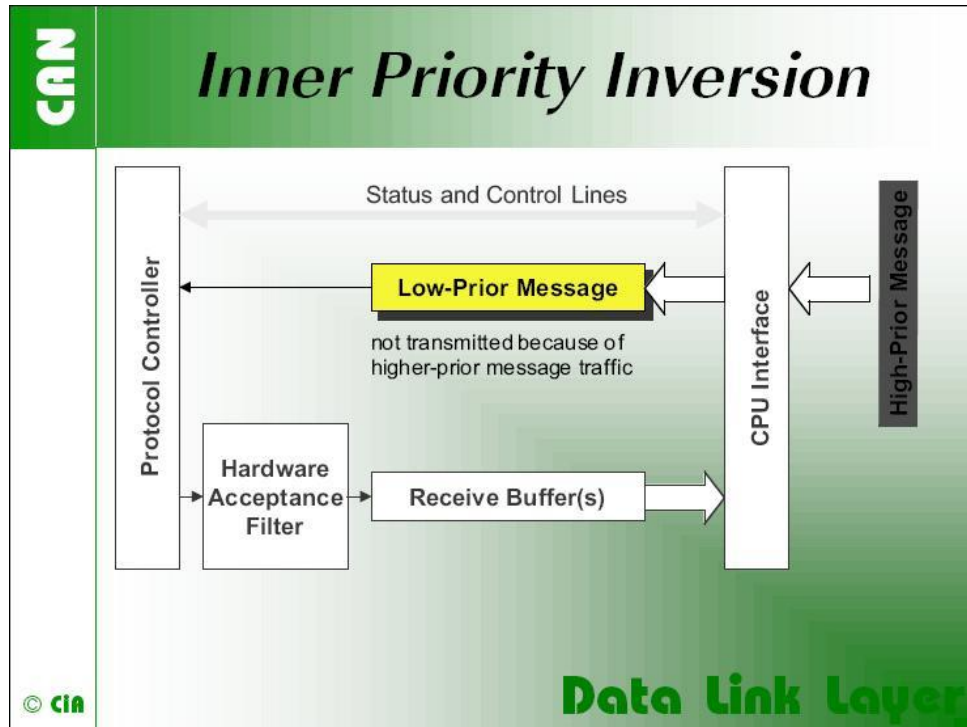 CAN
Inner Priority Inversion
Status and Control Lines
Protocol Controller
Low-Prior Message
not transmitted because of
higher-prior message traffic
CPU Interface
High-Prior Message
Hardware
Acceptance
Filter
Receive Buffer(s)
© CiA
Data Link Layer